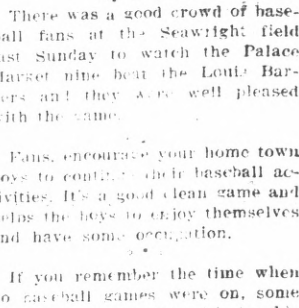 There was a good crowd of base-
all fans at the Seawright field
ast Sunday to watch the Palace
Market nine beat the Louis Bar-
ers and they were well pleased
ith the game.
Fans, encourage your home town
oys to continue their baseball ac-
ivities. It's a good clean game and
elps the boys to enjoy themselves
nd have some occupation.
If you remember the time when
o baseball games were on, some